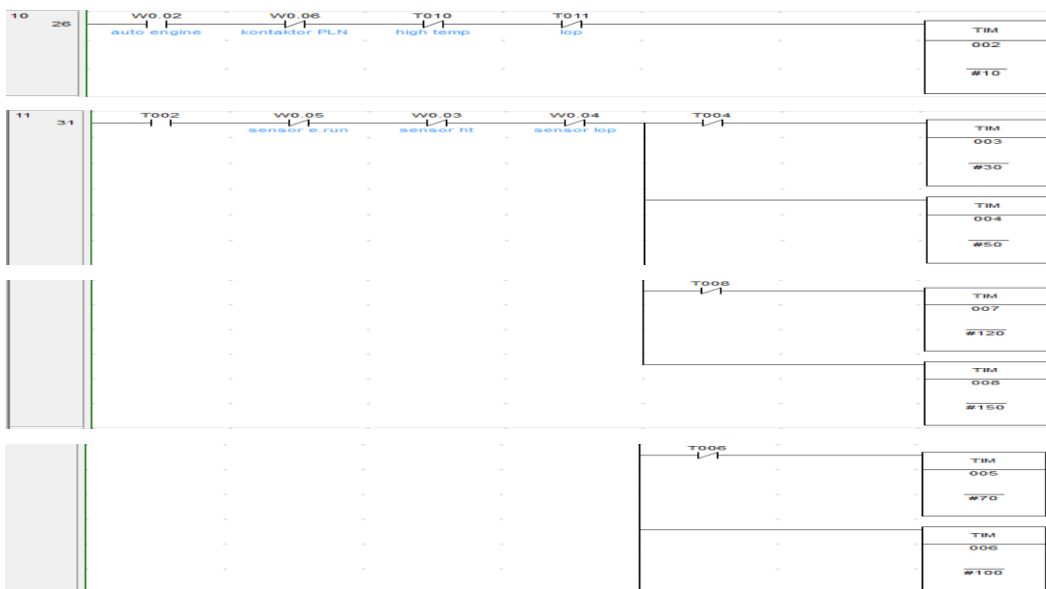 10
26
W0.02 W0.06 T010 T011
auto engine kontaktor PLN high temp lop
TIM
002
#10
11
31
T002 W0.05 W0.03 W0.04 T004
sensor e.run sensor ht sensor lop
TIM
003
#30
TIM
004
#50
T008
TIM
007
#120
TIM
008
#150
T006
TIM
005
#70
TIM
006
#100